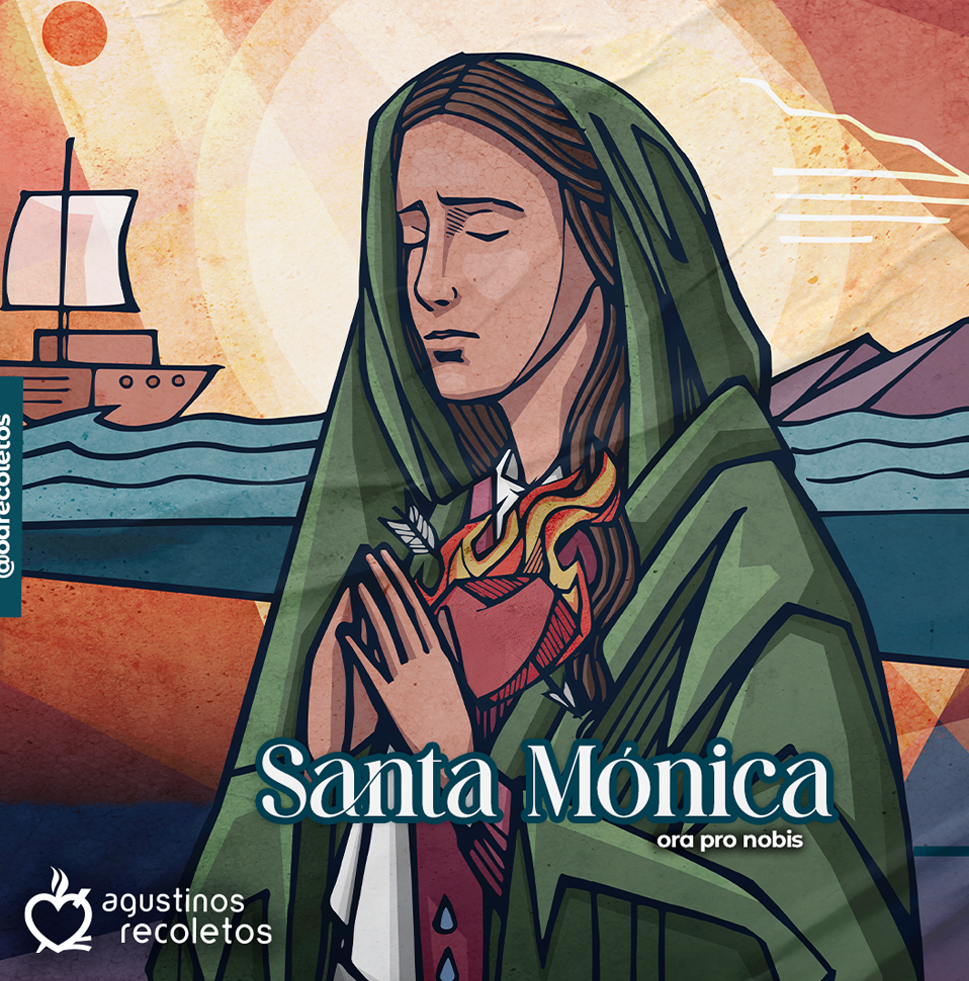 @oarecoletos
Santa Mónica
ora pro nobis
agustinos
recoletos